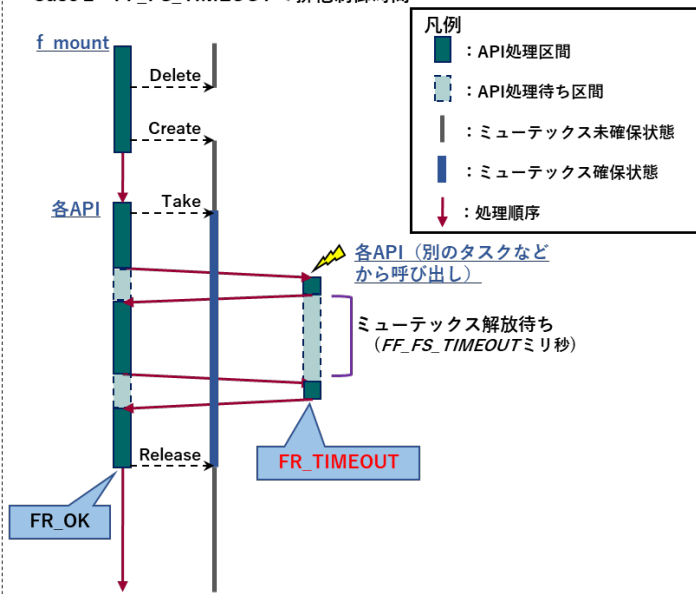 f_mount
Delete
Create
各API
Take
各API（別のタスクなど
から呼び出し）
ミューテックス解放待ち
（FF_FS_TIMEOUTミリ秒）
Release
FR_TIMEOUT
FR_OK
凡例
：API処理区間
：API処理待ち区間
：ミューテックス未確保状態
：ミューテックス確保状態
：処理順序